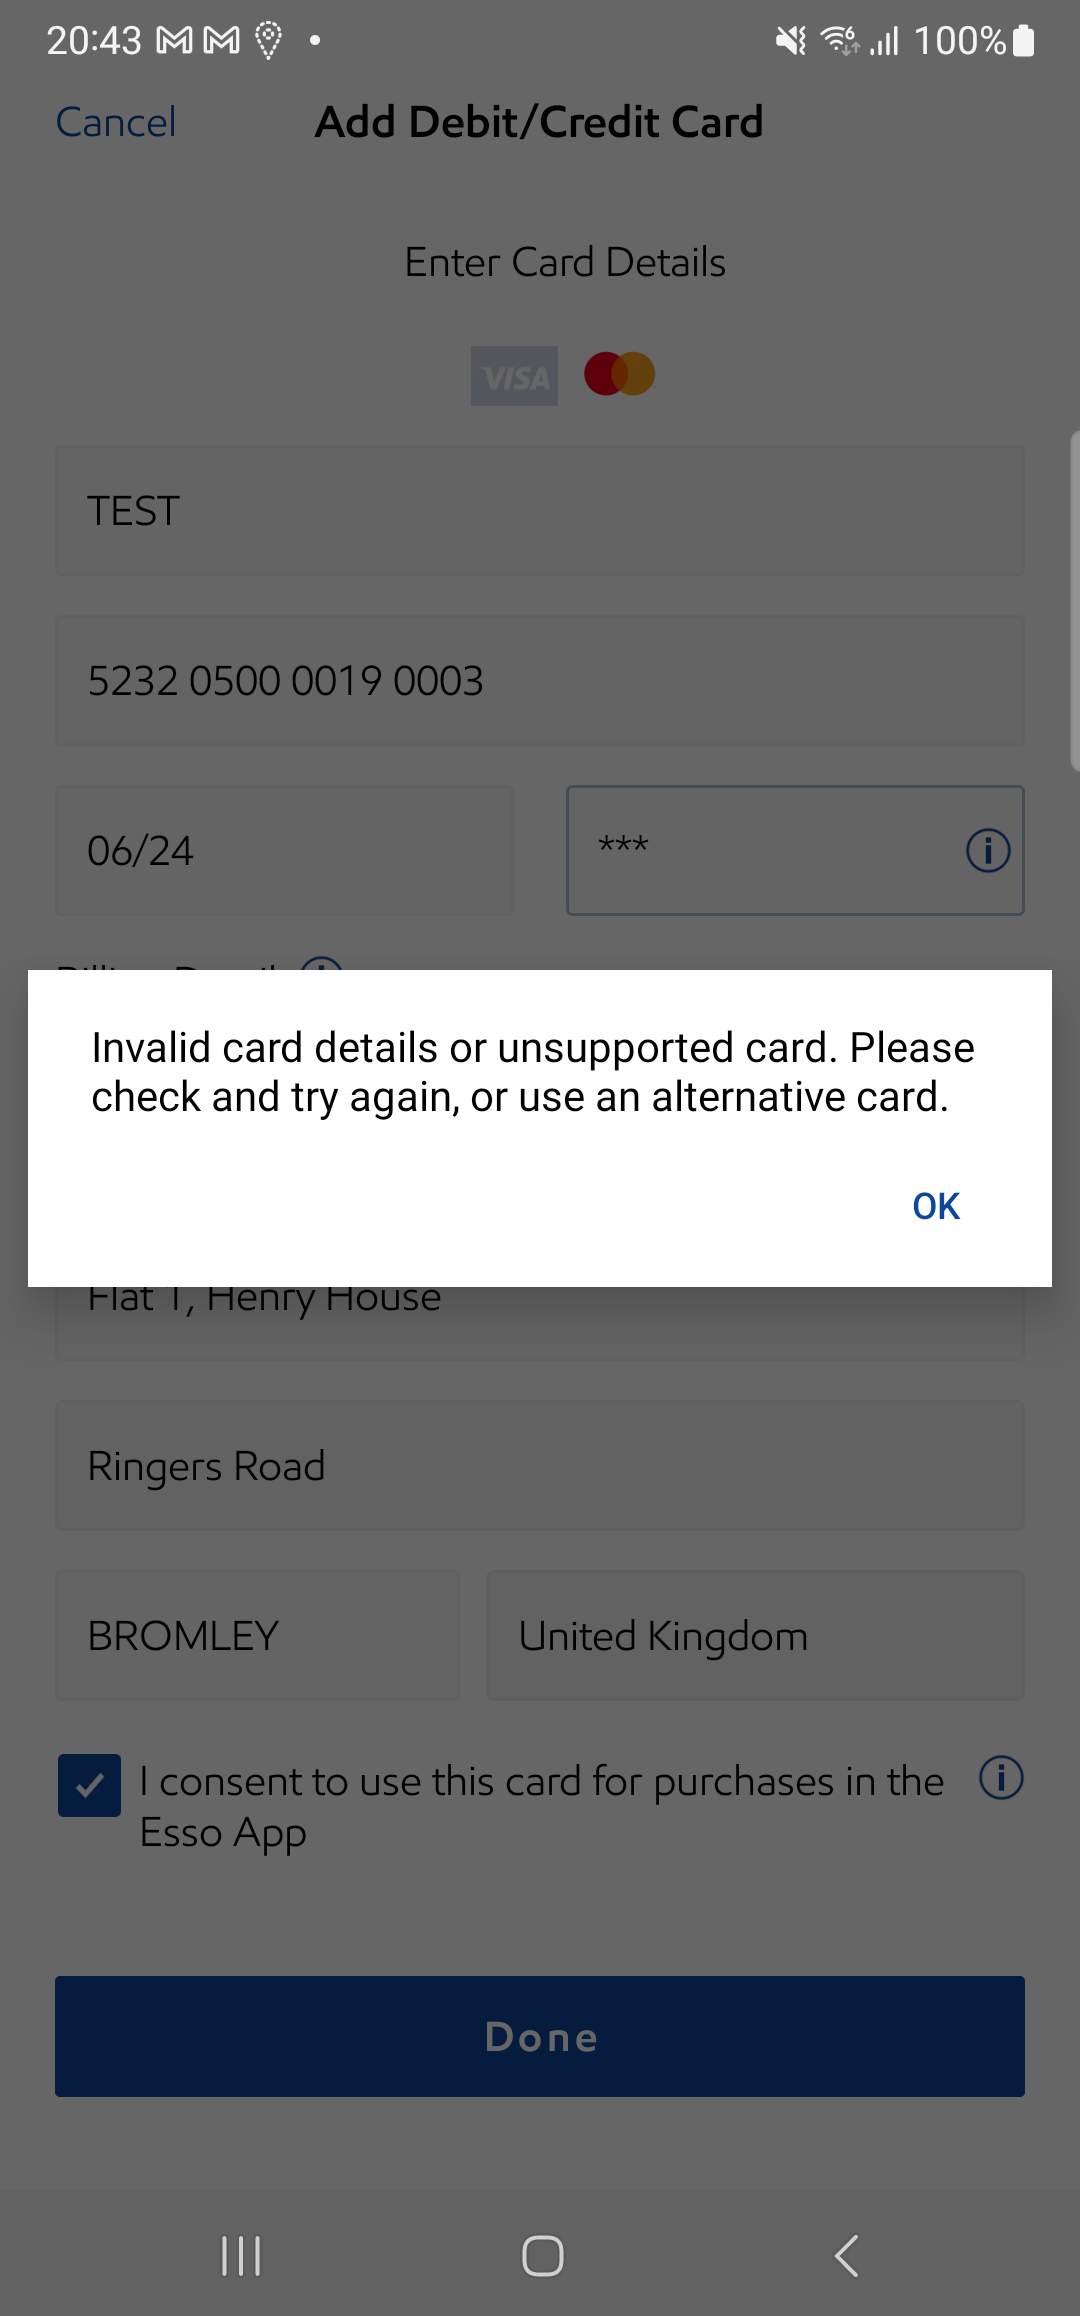 20:43 100%
Cancel Add Debit/Credit Card
Enter Card Details
VISA
TEST
5232 0500 0019 0003
06/24 ***
Invalid card details or unsupported card. Please
check and try again, or use an alternative card.
OK
Flat 1, Henry House
Ringers Road
BROMLEY United Kingdom
I consent to use this card for purchases in the
Esso App
Done